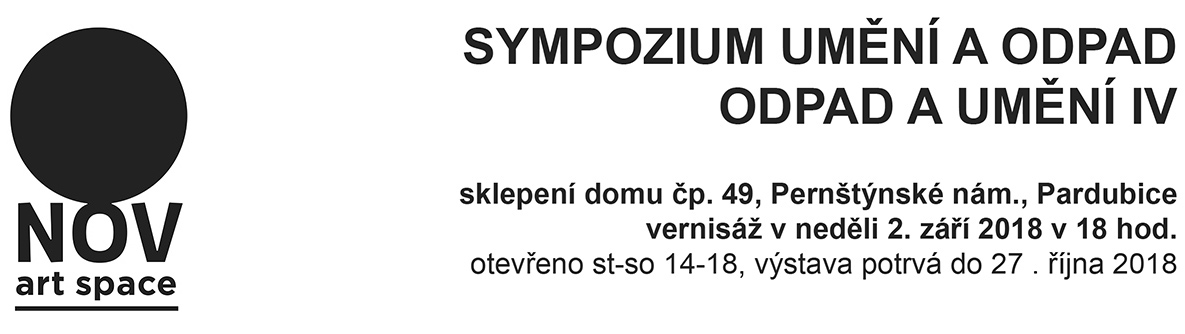 NOV
art space
SYMPOZIUM UMĚNÍ A ODPAD
ODPAD A UMĚNÍ IV
sklepení domu čp. 49, Pernštýnské nám., Pardubice
vernisáž v neděli 2. září 2018 v 18 hod.
otevřeno st-so 14-18, výstava potrvá do 27 . října 2018